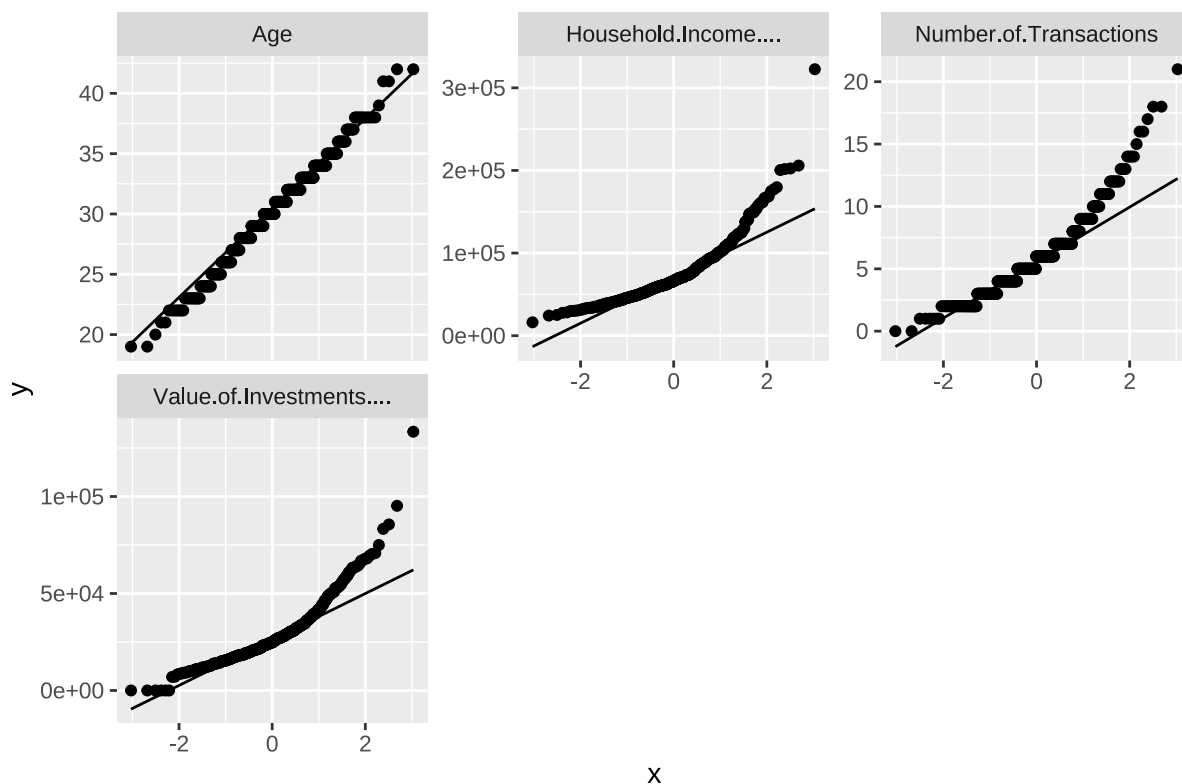 Age
Household.Income....
Number.of.Transactions
40
35
30
25
20
3e+05
2e+05
1e+05
0e+00
-2
0
2
20
15
10
5
0
-2
0
2
y
Value.of.Investments....
1e+05
5e+04
0e+00
-2
0
2
x